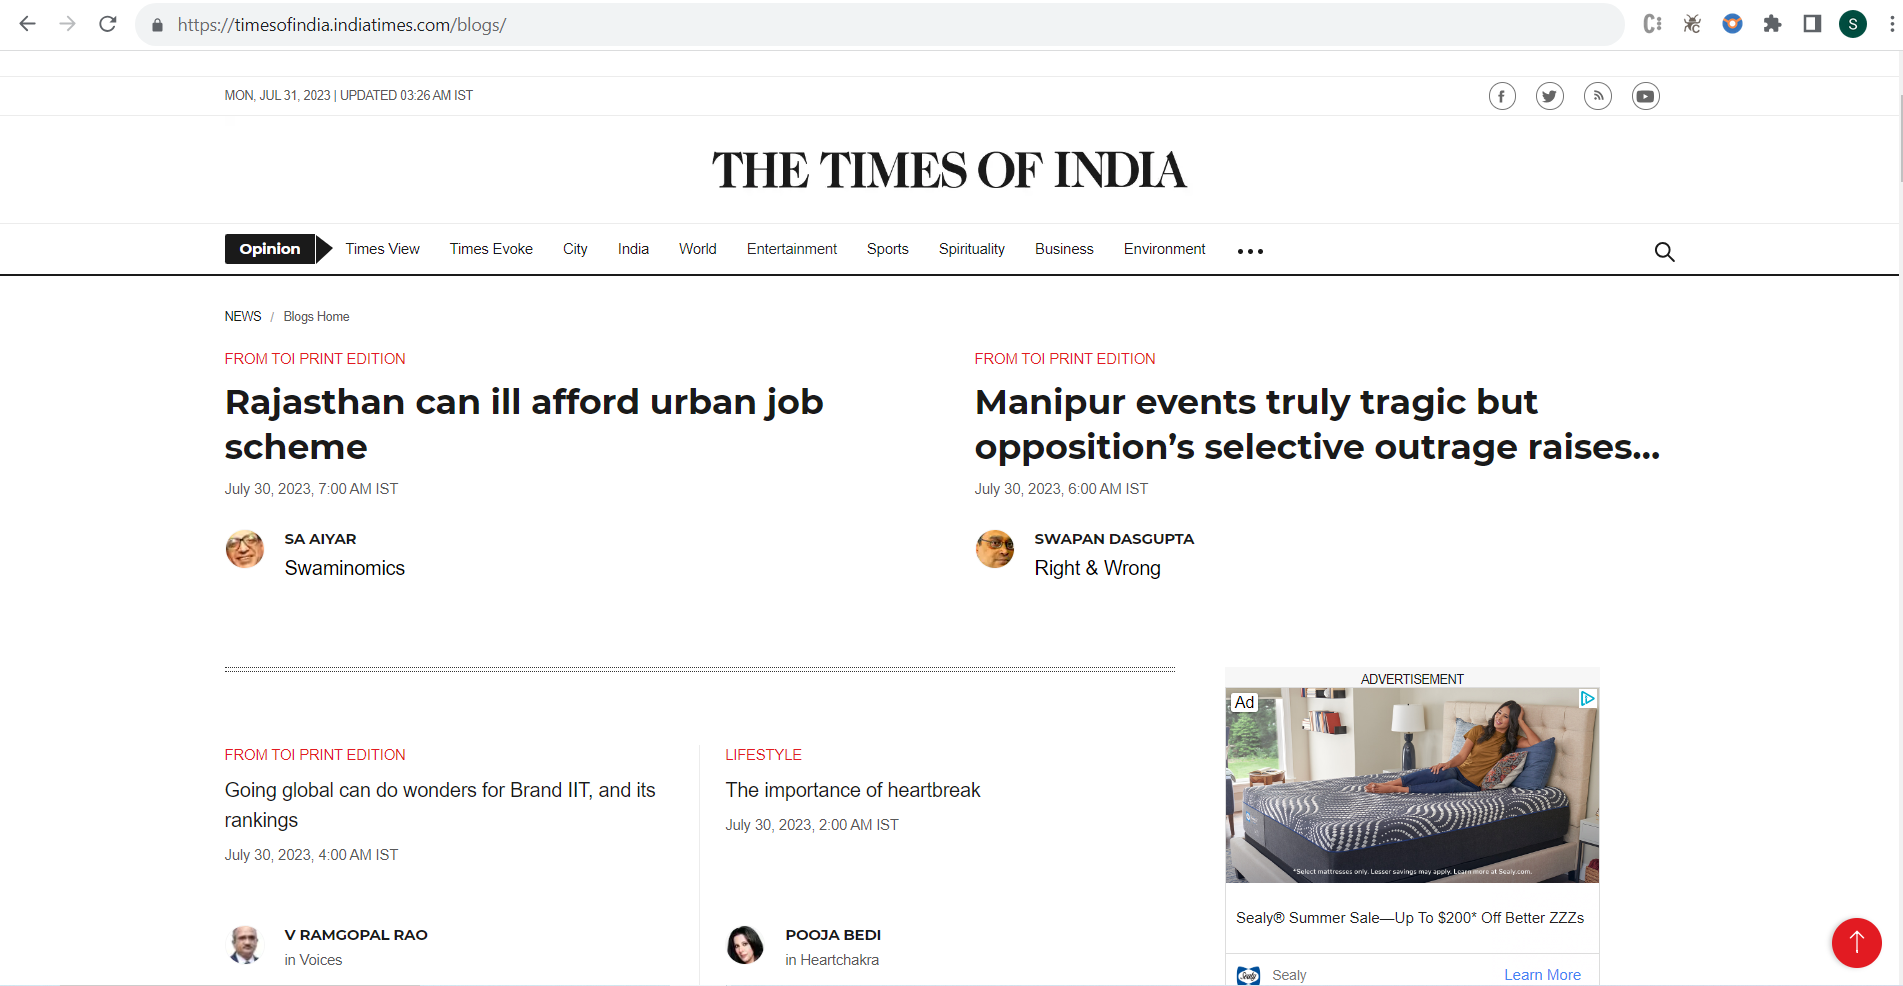 https://timesofindia.indiatimes.com/blogs/
S
MON, JUL 31, 2023 | UPDATED 03:26 AM IST
THE TIMES OF INDIA
Opinion Times View Times Evoke City India World Entertainment Sports Spirituality Business Environment
NEWS / Blogs Home
FROM TOI PRINT EDITION
Rajasthan can ill afford urban job
scheme
July 30, 2023, 7:00 AM IST
SA AIYAR
Swaminomics
FROM TOI PRINT EDITION
Manipur events truly tragic but
opposition’s selective outrage raises...
July 30, 2023, 6:00 AM IST
SWAPAN DASGUPTA
Right & Wrong
FROM TOI PRINT EDITION
Going global can do wonders for Brand IIT, and its
rankings
July 30, 2023, 4:00 AM IST
V RAMGOPAL RAO
in Voices
LIFESTYLE
The importance of heartbreak
July 30, 2023, 2:00 AM IST
POOJA BEDI
in Heartchakra
ADVERTISEMENT
Ad
*Select mattresses only. Lesser savings may apply. Learn more at Sealy.com.
Sealy® Summer Sale—Up To $200* Off Better ZZZs
Sealy
Sealy
Learn More